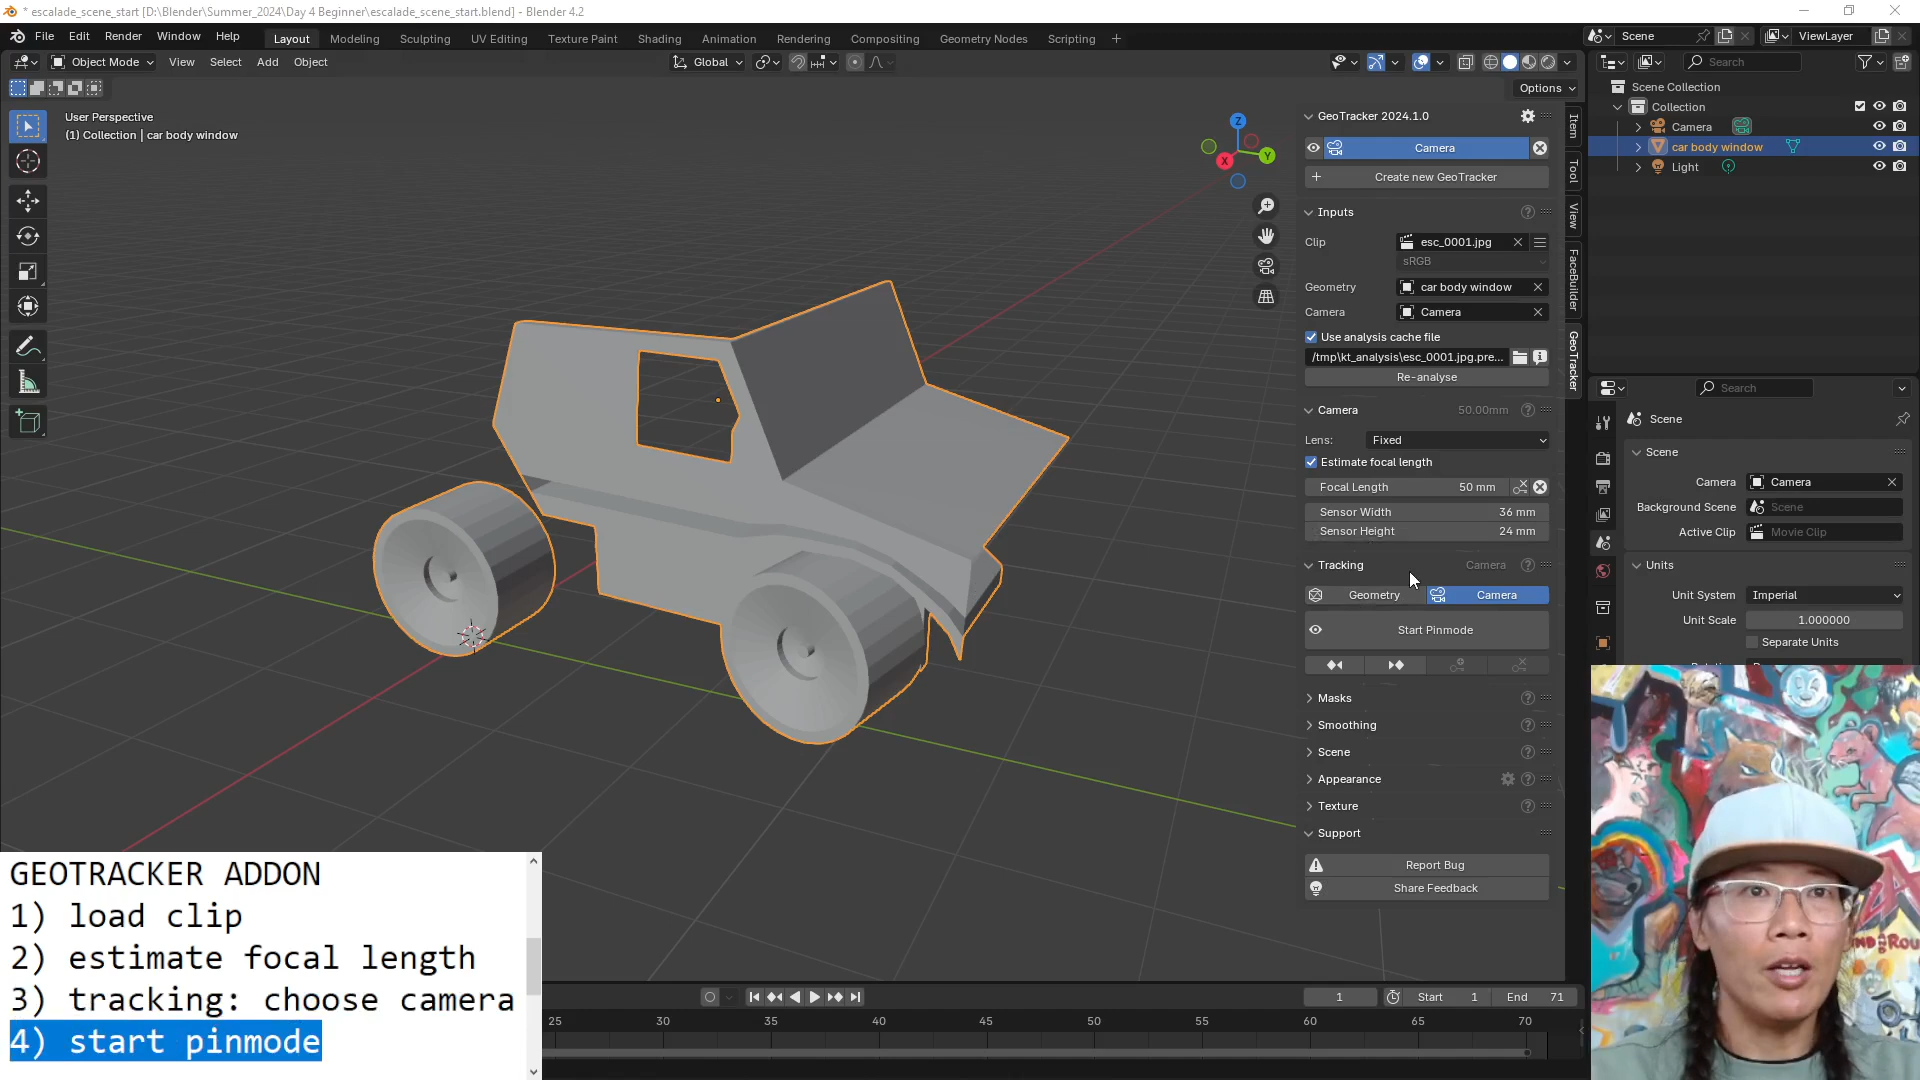 * escalade_scene_start [D:\Blender\Summer_2024\Day 4 Beginner\escalade_scene_start.blend] - Blender 4.2
File Edit Render Window Help Layout Modeling Sculpting UV Editing Texture Paint Shading Animation Rendering Compositing Geometry Nodes Scripting + Scene ViewLayer
Object Mode View Select Add Object Global Search
Options
User Perspective
(1) Collection | car body window
Z
Y
X
GeoTracker 2024.1.0
Camera
Create new GeoTracker
Inputs
Clip esc_0001.jpg
sRGB
Geometry car body window
Camera Camera
Use analysis cache file
/tmp\kt_analysis\esc_0001.jpg.pre...
Re-analyse
Camera 50.00mm
Lens: Fixed
Estimate focal length
Focal Length 50 mm
Sensor Width 36 mm
Sensor Height 24 mm
Tracking Camera
Geometry Camera
Start Pinmode
Masks
Smoothing
Scene
Appearance
Texture
Support
Report Bug
Share Feedback
Item
Tool
View
FaceBuilder
GeoTracker
Scene Collection
Collection
Camera
car body window
Light
Search
Scene
Scene
Camera Camera
Background Scene Scene
Active Clip Movie Clip
Units
Unit System Imperial
Unit Scale 1.000000
Separate Units
GEOTRACKER ADDON
1) load clip
2) estimate focal length
3) tracking: choose camera
4) start pinmode
1 Start 1 End 71
25 30 35 40 45 50 55 60 65 70